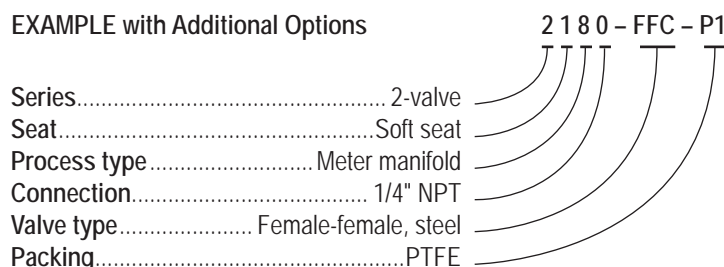 EXAMPLE with Additional Options 2 1 8 0 – FFC – P1
Series.................................................... 2-valve
Seat.....................................................Soft seat
Process type...........................Meter manifold
Connection....................................... 1/4" NPT
Valve type...................... Female-female, steel
Packing...................................................PTFE